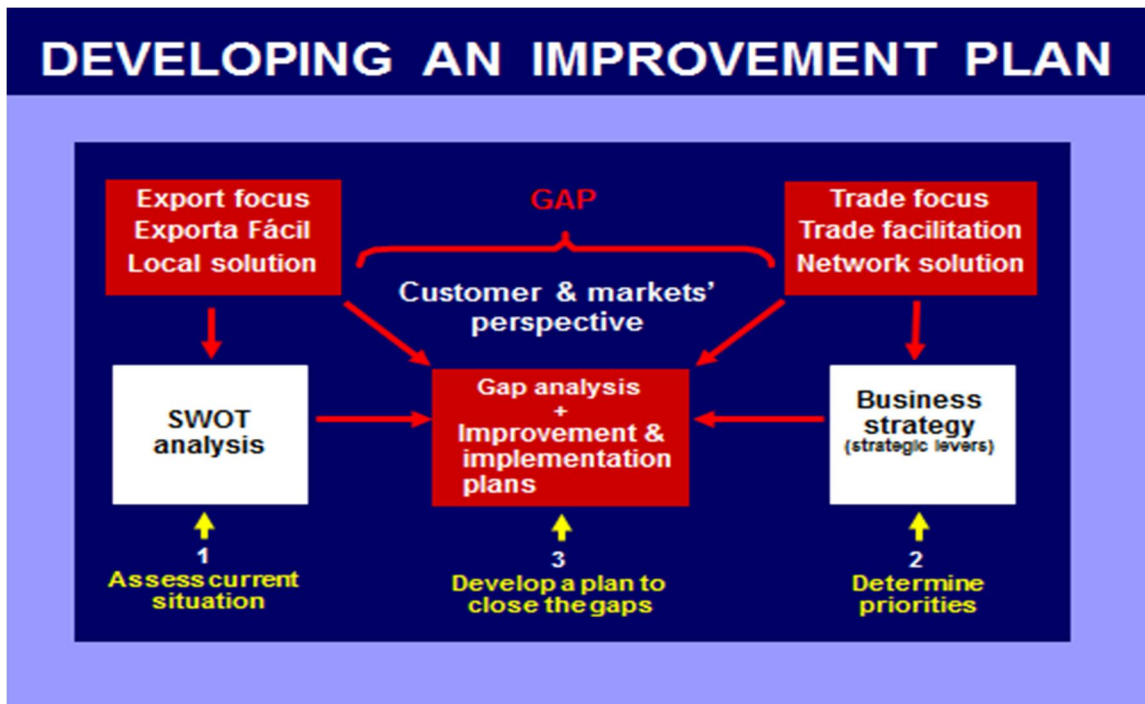 DEVELOPING AN IMPROVEMENT PLAN
Export focus
Exporta Fácil
Local solution
GAP
Customer & markets'
perspective
Trade focus
Trade facilitation
Network solution
SWOT
analysis
Gap analysis
+
Improvement &
implementation
plans
Business
strategy
(strategic levers)
1
Assess current
situation
3
Develop a plan to
close the gaps
2
Determine
priorities